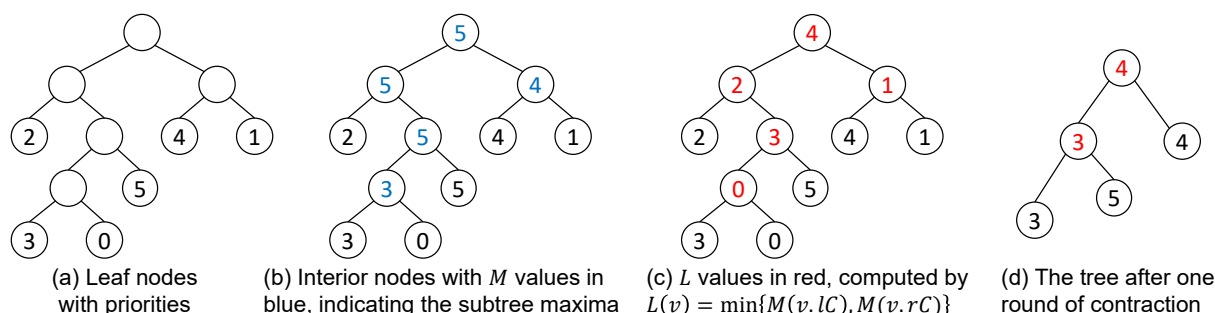 5 4
5 4 2 1 4
2 4 1 2 4 1 2 3 4 1 3 4
5 5 3 5 0 5 3 5
3 0 3 0 3 0
(a) Leaf nodes (b) Interior nodes with M values in (c) L values in red, computed by (d) The tree after one
with priorities blue, indicating the subtree maxima L(v) = min{M(v.lC), M(v.rC)} round of contraction